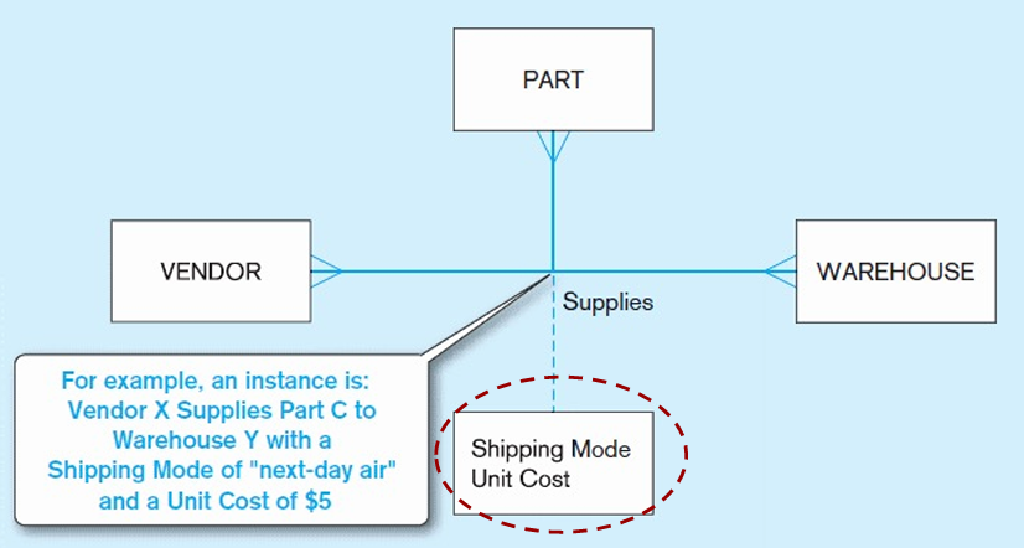 PART
VENDOR
WAREHOUSE
Supplies
For example, an instance is:
Vendor X Supplies Part C to
Warehouse Y with a
Shipping Mode of "next-day air"
and a Unit Cost of $5
Shipping Mode
Unit Cost